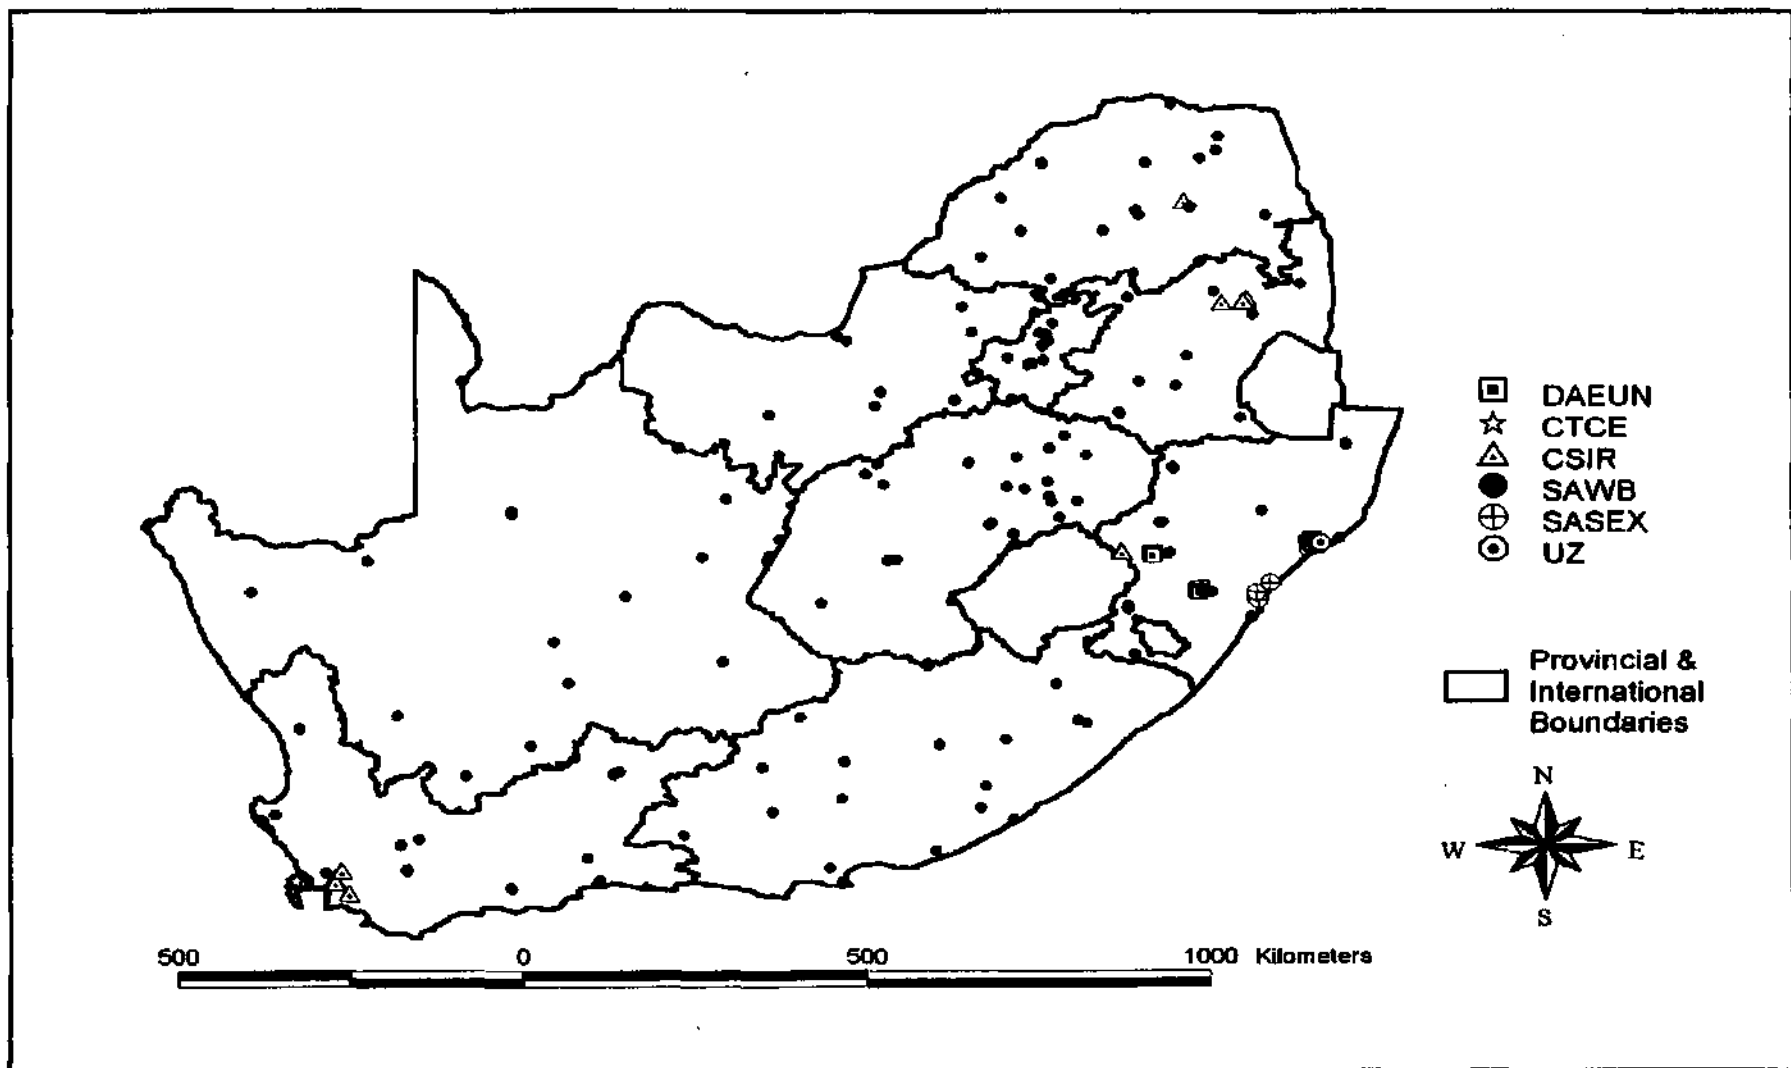 DAEUN
CTCE
CSIR
SAWB
SASEX
UZ
Provincial &
International
Boundaries
N
W E
S
500 0 500 1000 Kilometers